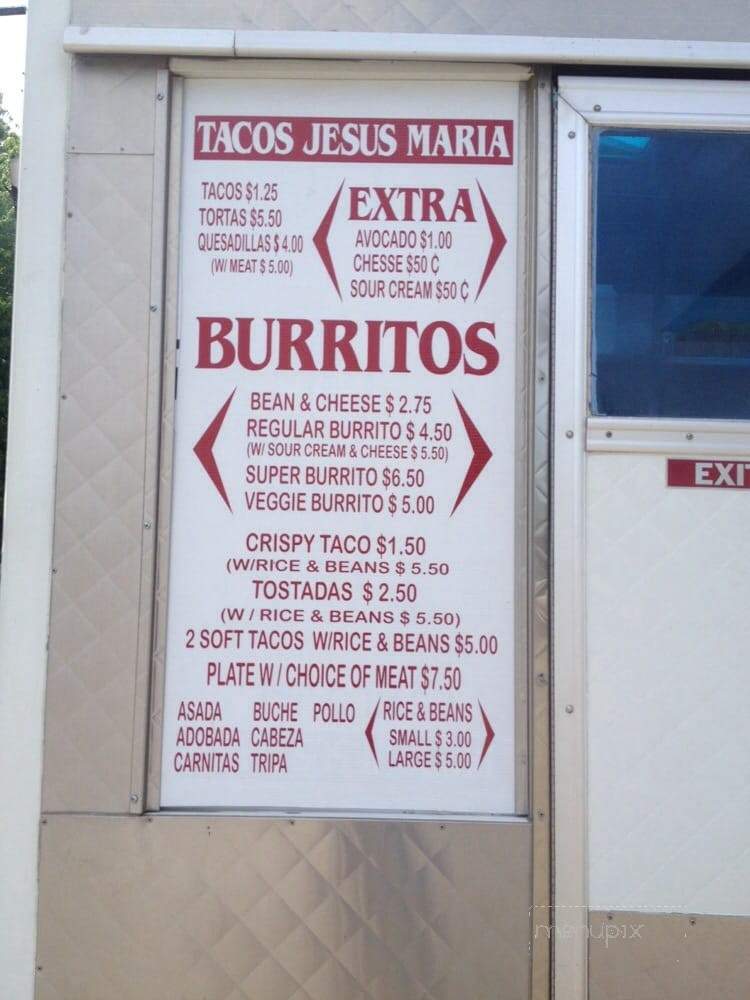 TACOS JESUS MARIA
TACOS $1.25
TORTAS $5.50
QUESADILLAS $ 4.00
(W/ MEAT $ 5.00)
EXTRA
AVOCADO $1.00
CHESSE $50 ₵
SOUR CREAM $50 ₵
BURRITOS
BEAN & CHEESE $ 2.75
REGULAR BURRITO $ 4.50
(W/ SOUR CREAM & CHEESE $ 5.50)
SUPER BURRITO $6.50
VEGGIE BURRITO $ 5.00
CRISPY TACO $1.50
(W/RICE & BEANS $ 5.50
TOSTADAS $ 2.50
(W / RICE & BEANS $ 5.50)
2 SOFT TACOS W/RICE & BEANS $5.00
PLATE W / CHOICE OF MEAT $7.50
ASADA BUCHE POLLO
ADOBADA CABEZA
CARNITAS TRIPA
RICE & BEANS
SMALL $ 3.00
LARGE $ 5.00
EXIT
menupix